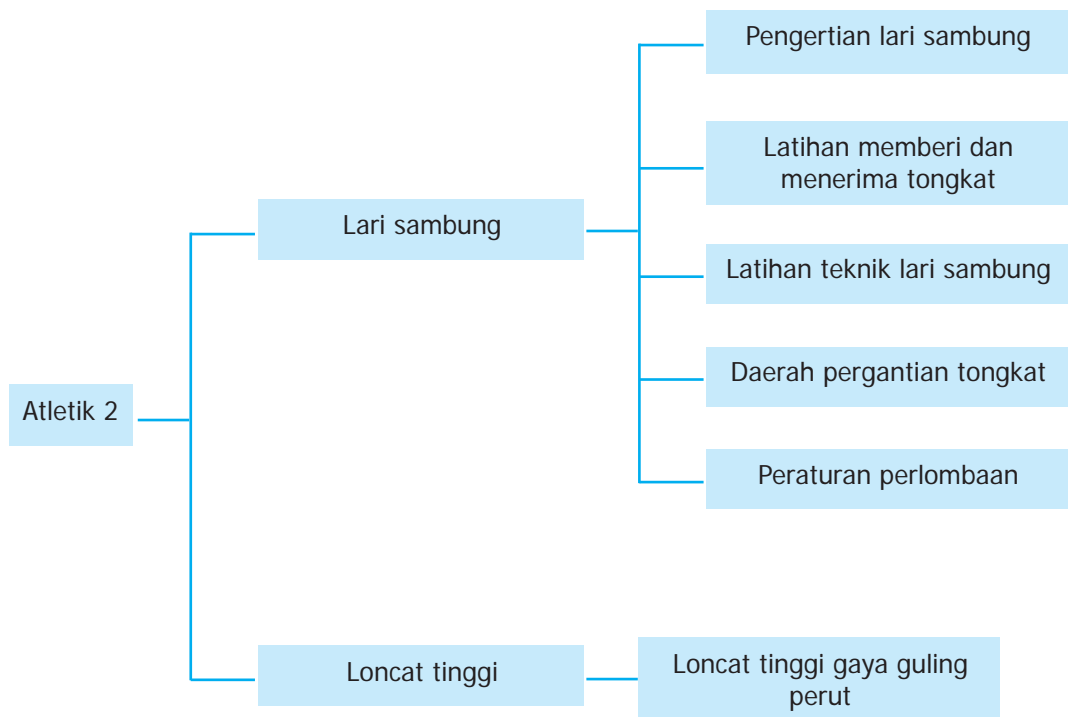 Atletik 2
Lari sambung
Pengertian lari sambung
Latihan memberi dan
menerima tongkat
Latihan teknik lari sambung
Daerah pergantian tongkat
Peraturan perlombaan
Loncat tinggi
Loncat tinggi gaya guling
perut